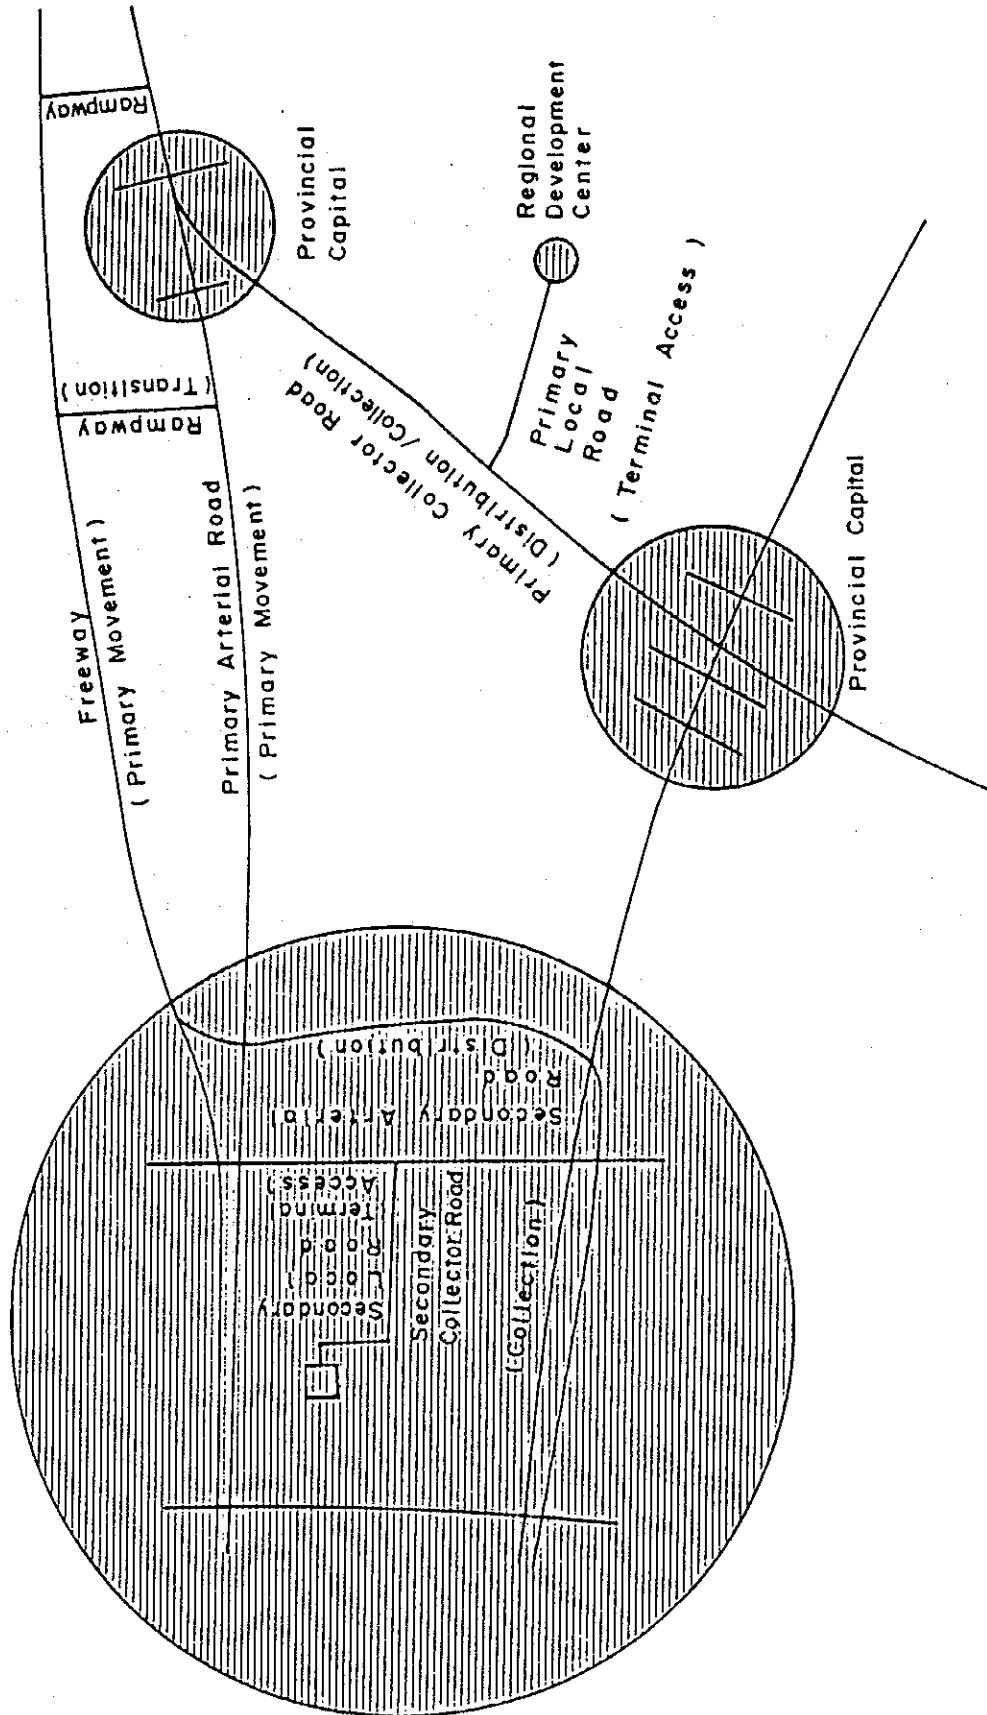 Freeway
( Primary Movement )
Primary Arterial Road
( Primary Movement )
Rampway
( Transition )
Rampway
Provincial
Capital
Regional
Development
Center
Primary Collector Road
( Distribution / Collection )
Primary
Local
Road
( Terminal Access )
Provincial Capital
Secondary Arterial
Road
( Distribution )
Secondary
Local
Road
(Terminal
Access)
Secondary
Collector Road
(Collection)